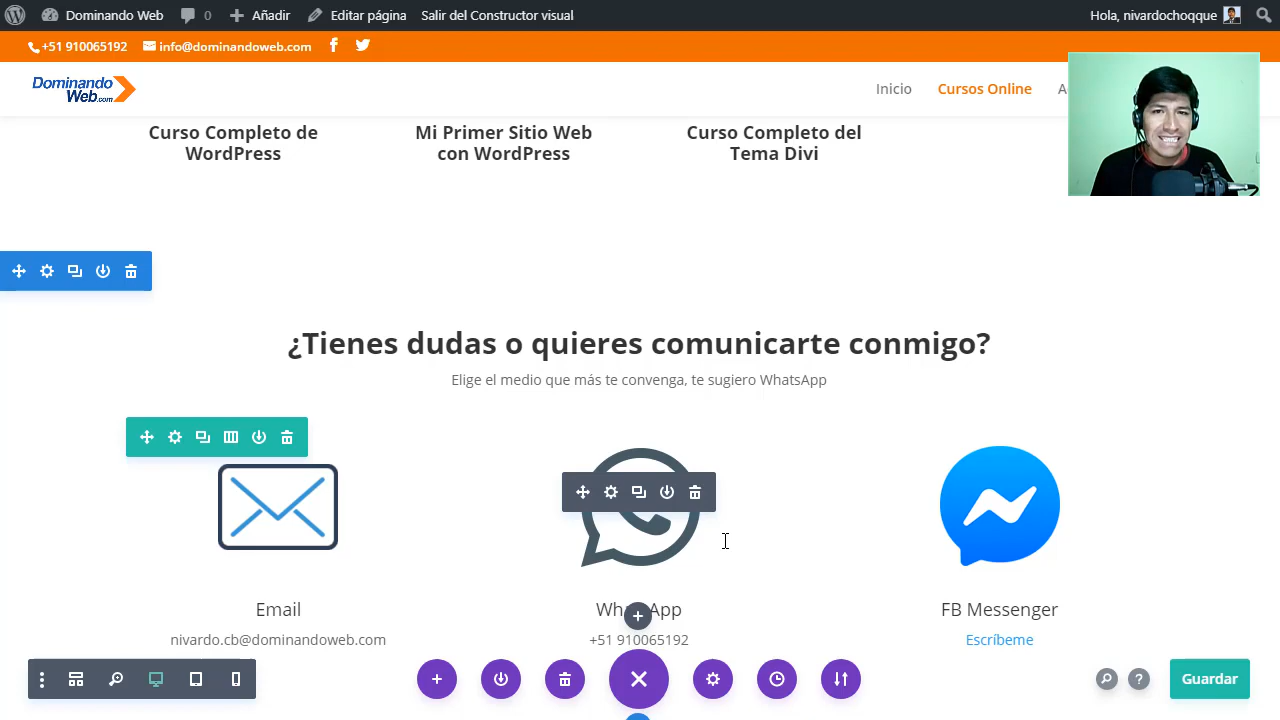 Dominando Web
0
Añadir
Editar página
Salir del Constructor visual
Hola, nivardochoqque
+51 910065192
info@dominandoweb.com
Dominando
Web.com
Inicio
Cursos Online
A
Curso Completo de
WordPress
Mi Primer Sitio Web
con WordPress
Curso Completo del
Tema Divi
¿Tienes dudas o quieres comunicarte conmigo?
Elige el medio que más te convenga, te sugiero WhatsApp
Email
WhatsApp
FB Messenger
nivardo.cb@dominandoweb.com
+51 910065192
Escríbeme
Guardar